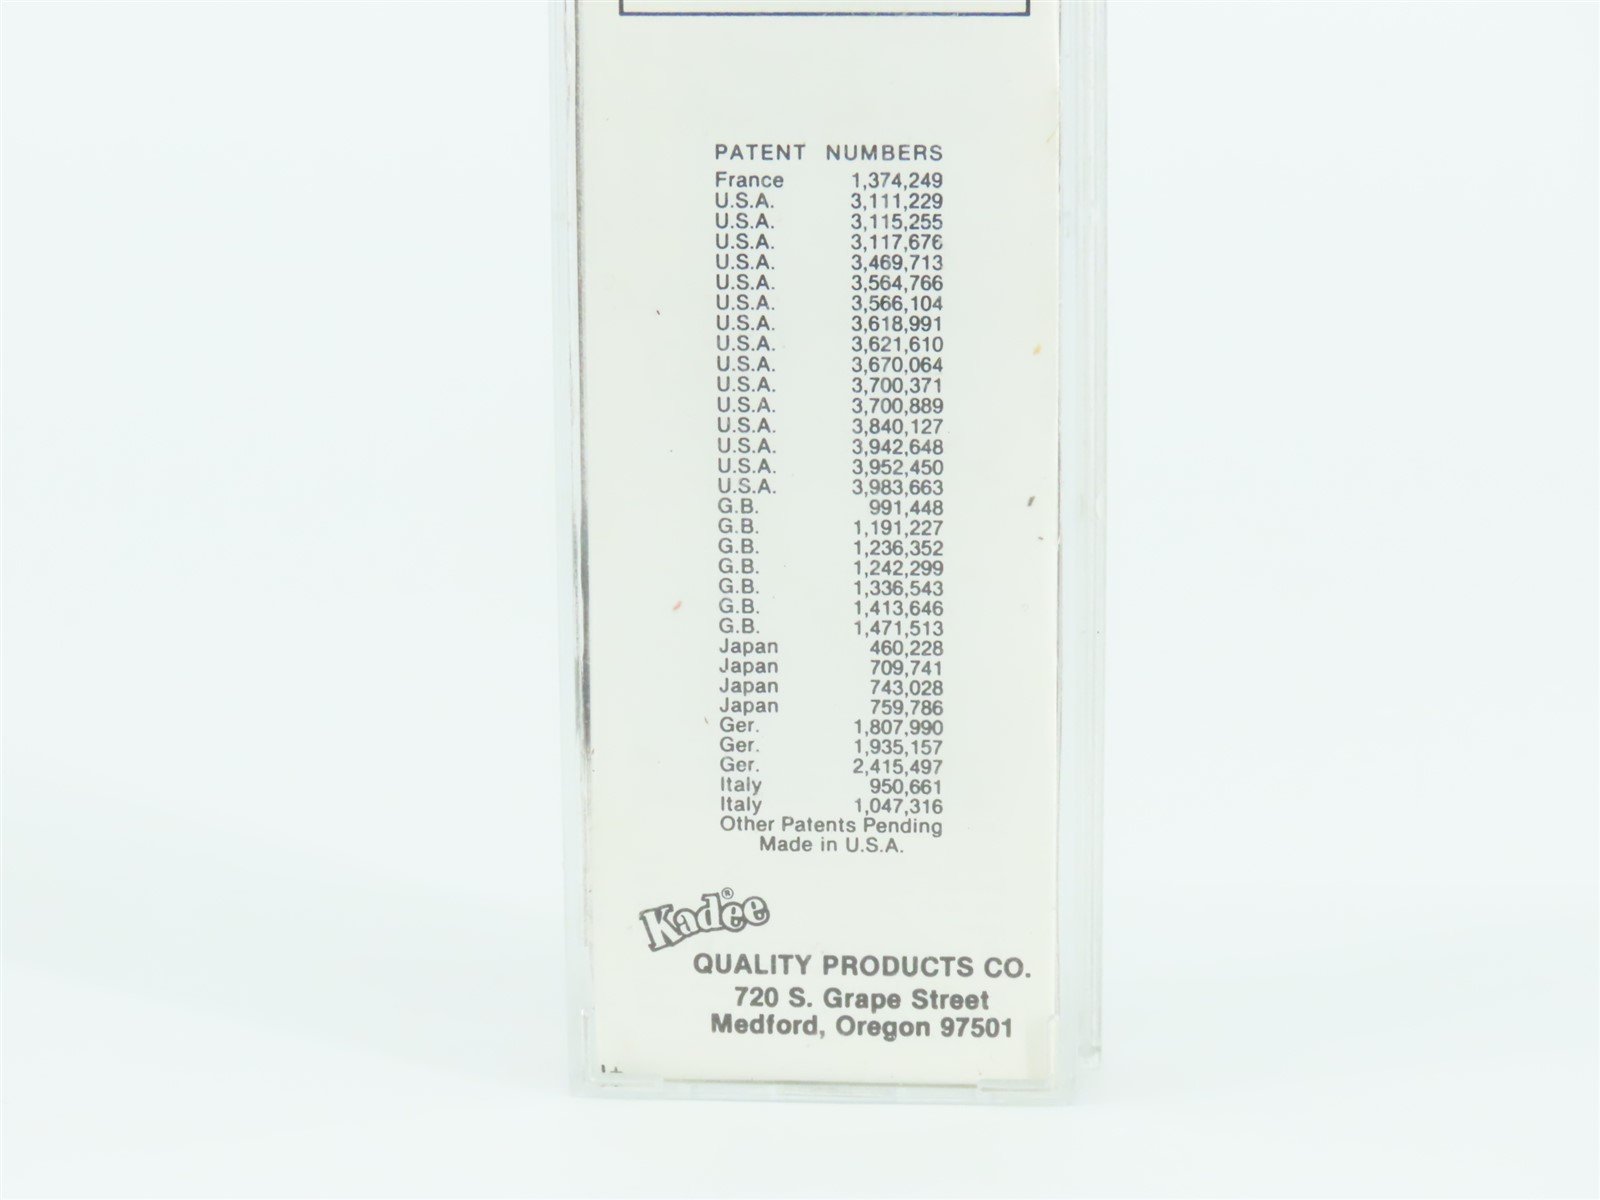 PATENT NUMBERS
France 1,374,249
U.S.A. 3,111,229
U.S.A. 3,115,255
U.S.A. 3,117,676
U.S.A. 3,469,713
U.S.A. 3,564,766
U.S.A. 3,566,104
U.S.A. 3,618,991
U.S.A. 3,621,610
U.S.A. 3,670,064
U.S.A. 3,700,371
U.S.A. 3,700,889
U.S.A. 3,840,127
U.S.A. 3,942,648
U.S.A. 3,952,450
U.S.A. 3,983,663
G.B. 991,448
G.B. 1,191,227
G.B. 1,236,352
G.B. 1,242,299
G.B. 1,336,543
G.B. 1,413,646
G.B. 1,471,513
Japan 460,228
Japan 709,741
Japan 743,028
Japan 759,786
Ger. 1,807,990
Ger. 1,935,157
Ger. 2,415,497
Italy 950,661
Italy 1,047,316
Other Patents Pending
Made in U.S.A.
Kadee®
QUALITY PRODUCTS CO.
720 S. Grape Street
Medford, Oregon 97501